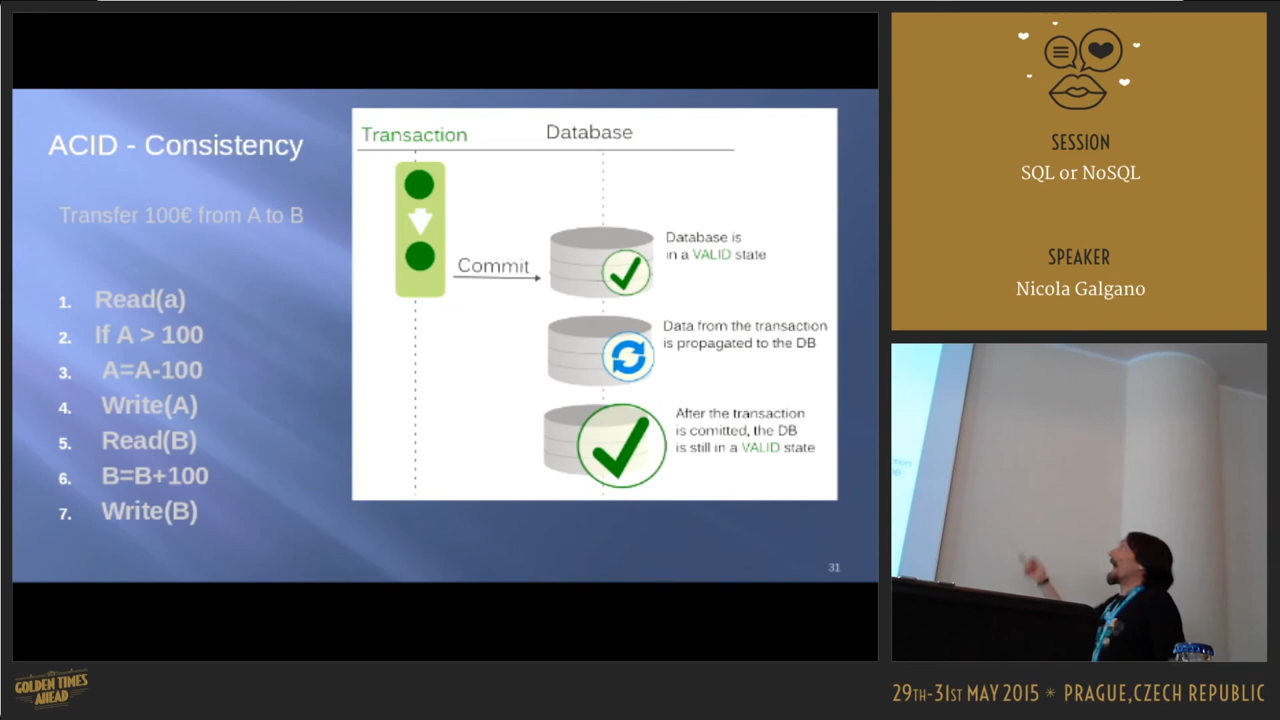 ACID - Consistency
Transfer 100€ from A to B
1. Read(a)
2. If A > 100
3. A=A-100
4. Write(A)
5. Read(B)
6. B=B+100
7. Write(B)
Transaction
Database
Commit
Database is
in a VALID state
Data from the transaction
is propagated to the DB
After the transaction
is comitted, the DB
is still in a VALID state
31
SESSION
SQL or NoSQL
SPEAKER
Nicola Galgano
GOLDEN TIMES
AHEAD
29TH-31ST MAY 2015 * PRAGUE, CZECH REPUBLIC